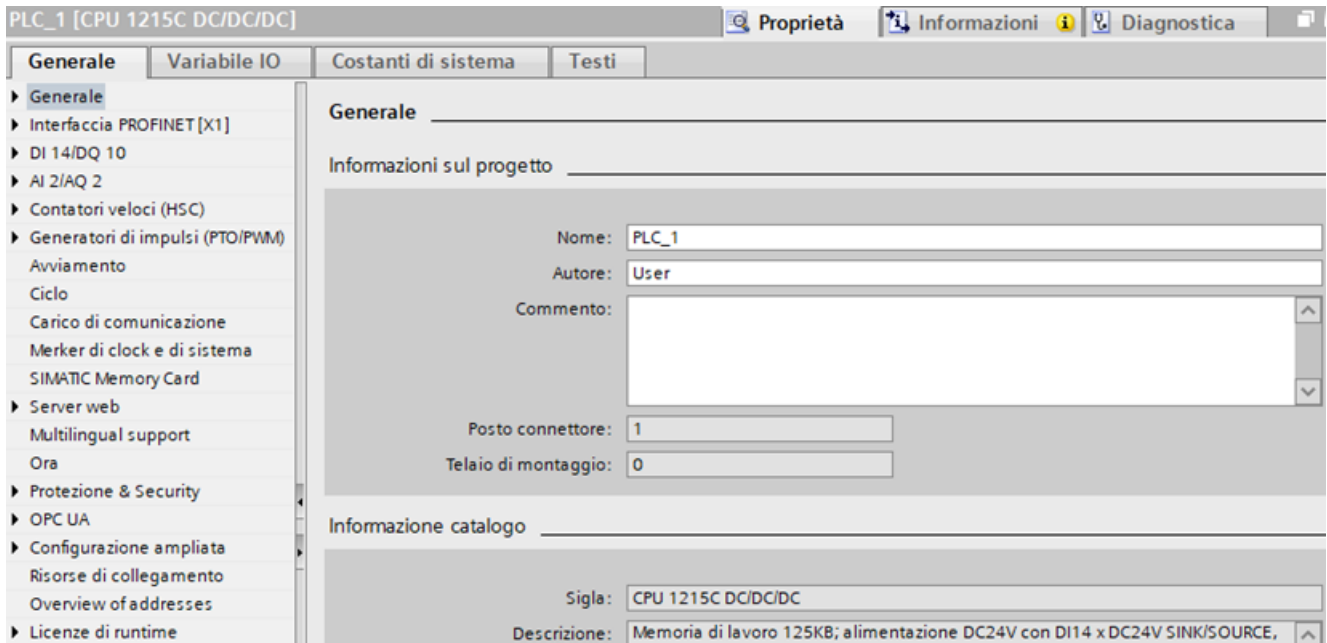 PLC_1 [CPU 1215C DC/DC/DC]
Proprietà
Informazioni
Diagnostica
Generale
Variabile IO
Costanti di sistema
Testi
Generale
Interfaccia PROFINET [X1]
DI 14/DQ 10
AI 2/AQ 2
Contatori veloci (HSC)
Generatori di impulsi (PTO/PWM)
Avviamento
Ciclo
Carico di comunicazione
Merker di clock e di sistema
SIMATIC Memory Card
Server web
Multilingual support
Ora
Protezione & Security
OPC UA
Configurazione ampliata
Risorse di collegamento
Overview of addresses
Licenze di runtime
Generale
Informazioni sul progetto
Nome: PLC_1
Autore: User
Commento:
Posto connettore: 1
Telaio di montaggio: 0
Informazione catalogo
Sigla: CPU 1215C DC/DC/DC
Descrizione: Memoria di lavoro 125KB; alimentazione DC24V con DI14 x DC24V SINK/SOURCE,